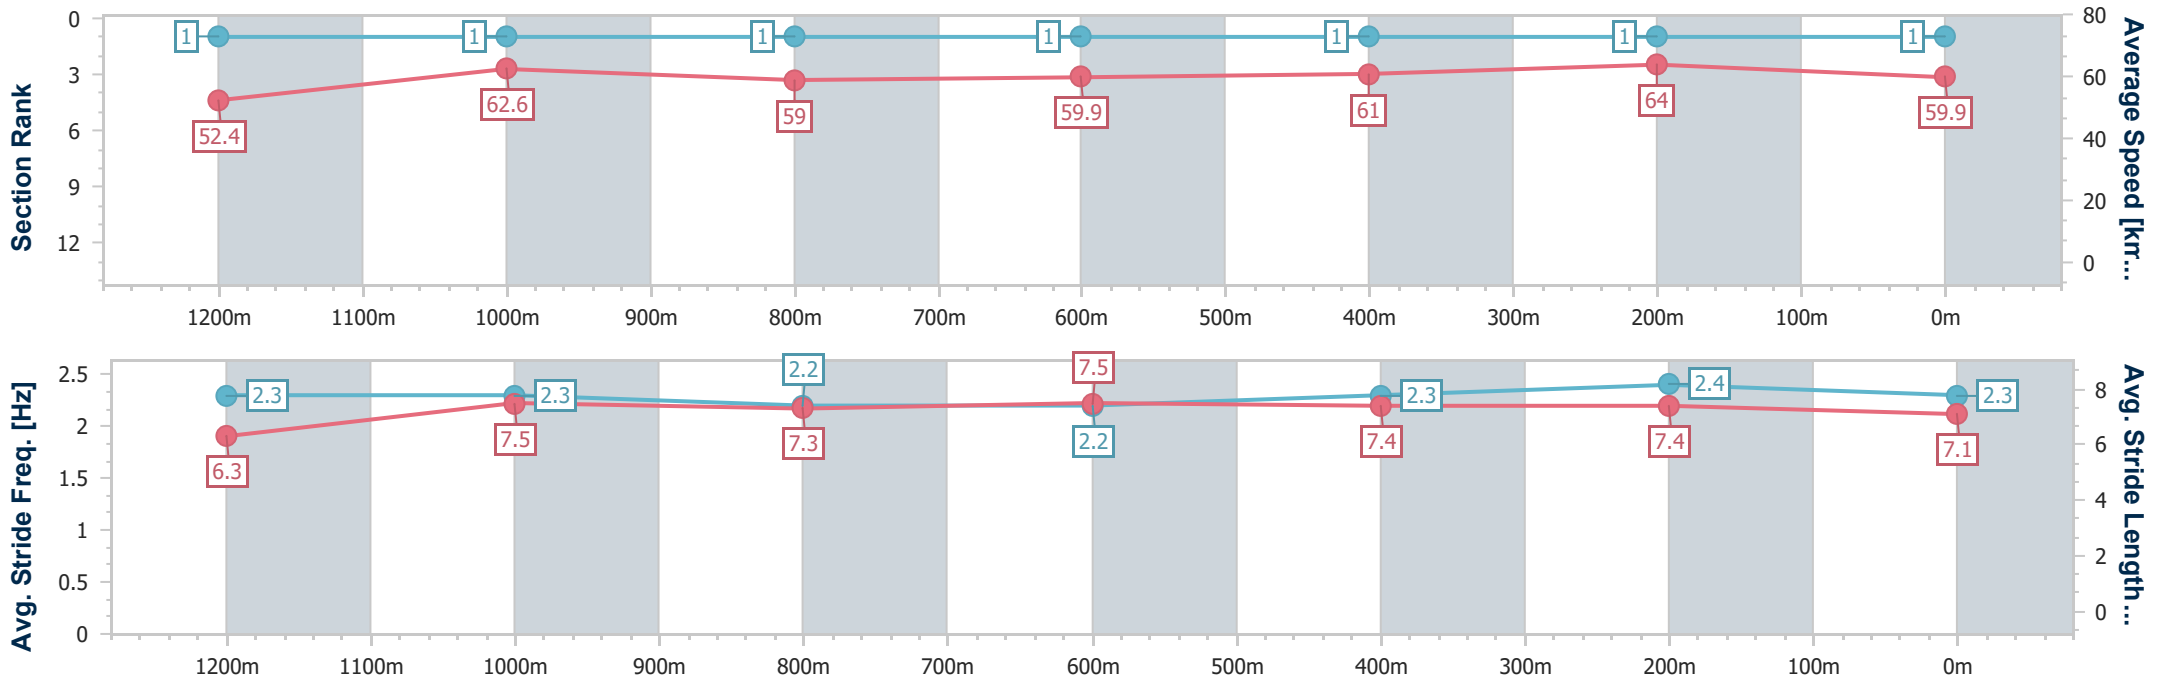 Section Rank
0
3
6
9
12
1 1 1 1 1 1 1
52.4 62.6 59 59.9 61 64 59.9
80
60
40
20
0
Average Speed [km...
1200m 1100m 1000m 900m 800m 700m 600m 500m 400m 300m 200m 100m 0m
Avg. Stride Freq. [Hz]
2.5
2
1.5
1
0.5
0
2.3 2.3 2.2 2.2 2.3 2.4 2.3
6.3 7.5 7.3 7.5 7.4 7.4 7.1
8
6
4
2
0
Avg. Stride Length...
1200m 1100m 1000m 900m 800m 700m 600m 500m 400m 300m 200m 100m 0m